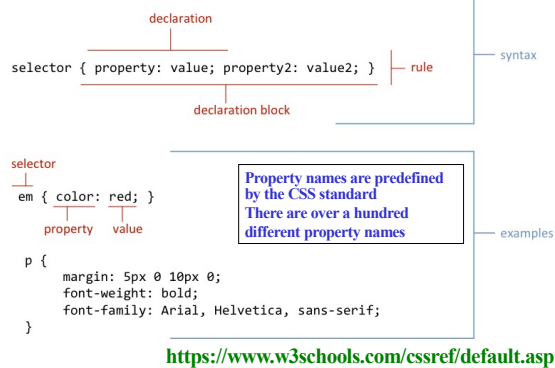 declaration
selector { property: value; property2: value2; }
rule
declaration block
syntax
selector
em { color: red; }
property
value
Property names are predefined
by the CSS standard
There are over a hundred
different property names
examples
p {
margin: 5px 0 10px 0;
font-weight: bold;
font-family: Arial, Helvetica, sans-serif;
}
https://www.w3schools.com/cssref/default.asp